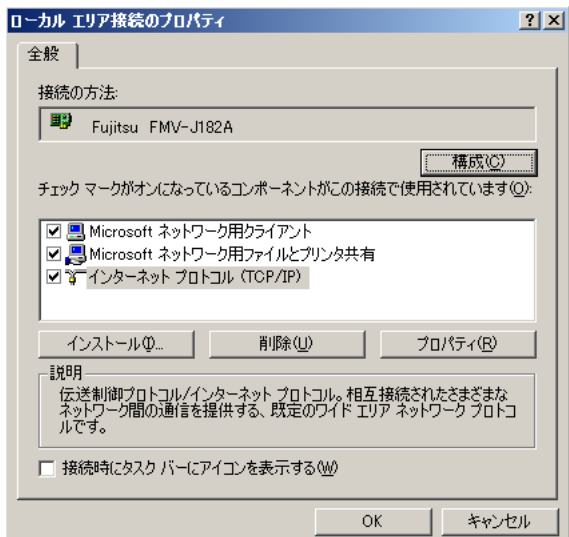 ローカル エリア接続のプロパティ
全般
接続の方法:
Fujitsu FMV-J182A
構成(C)
チェック マークがオンになっているコンポーネントがこの接続で使用されています(O):
Microsoft ネットワーク用クライアント
Microsoft ネットワーク用ファイルとプリンタ共有
インターネット プロトコル (TCP/IP)
インストール(I)... 削除(U) プロパティ(R)
説明
伝送制御プロトコル/インターネット プロトコル。相互接続されたさまざまな
ネットワーク間の通信を提供する、既定のワイド エリア ネットワーク プロトコ
ルです。
接続時にタスク バーにアイコンを表示する(W)
OK キャンセル